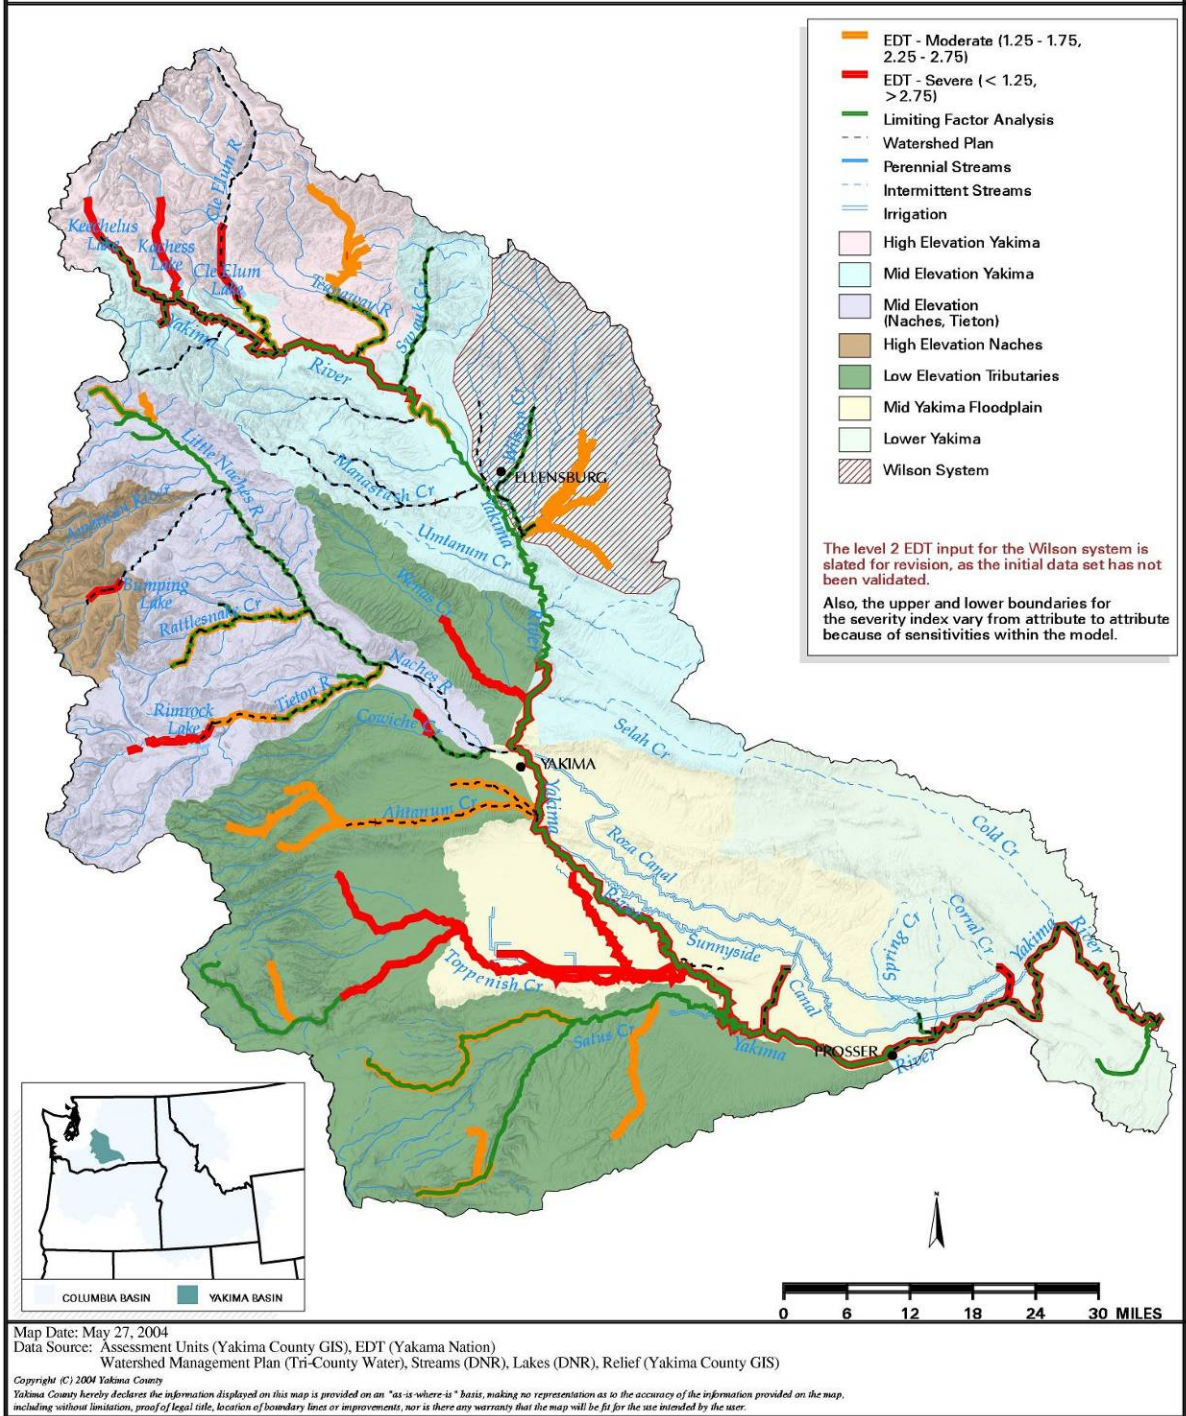 EDT - Moderate (1.25 - 1.75,
2.25 - 2.75)
EDT - Severe (< 1.25,
>2.75)
Limiting Factor Analysis
Watershed Plan
Perennial Streams
Intermittent Streams
Irrigation
High Elevation Yakima
Mid Elevation Yakima
Mid Elevation
(Naches, Tieton)
High Elevation Naches
Low Elevation Tributaries
Mid Yakima Floodplain
Lower Yakima
Wilson System
The level 2 EDT input for the Wilson system is
slated for revision, as the initial data set has not
been validated.
Also, the upper and lower boundaries for
the severity index vary from attribute to attribute
because of sensitivities within the model.
Cle Elum R
Keechelus
Lake
Kachess
Lake
Cle Elum
Lake
Teanaway R
Swauk Cr
Yakima
River
Wilson Cr
ELLENSBURG
Little Naches R
Manastash Cr
Yakima
American River
Umtanum Cr
River
Bumping
Lake
Wenas Cr
Rattlesnake Cr
Naches R
Tieton R
Rimrock
Lake
Cowiche Cr
Selah Cr
YAKIMA
Yakima
Ahtanum Cr
Roza Canal
Cold Cr
River
Sunnyside
Canal
Spring Cr
Corral Cr
Yakima
River
Toppenish Cr
Satus Cr
Yakima
PROSSER
River
COLUMBIA BASIN
YAKIMA BASIN
N
0 6 12 18 24 30 MILES
Map Date: May 27, 2004
Data Source: Assessment Units (Yakima County GIS), EDT (Yakama Nation)
Watershed Management Plan (Tri-County Water), Streams (DNR), Lakes (DNR), Relief (Yakima County GIS)
Copyright (C) 2004 Yakima County
Yakima County hereby declares the information displayed on this map is provided on an "as-is-where-is" basis, making no representation as to the accuracy of the information provided on the map,
including without limitation, proof of legal title, location of boundary lines or improvements, nor is there any warranty that the map will be fit for the use intended by the user.